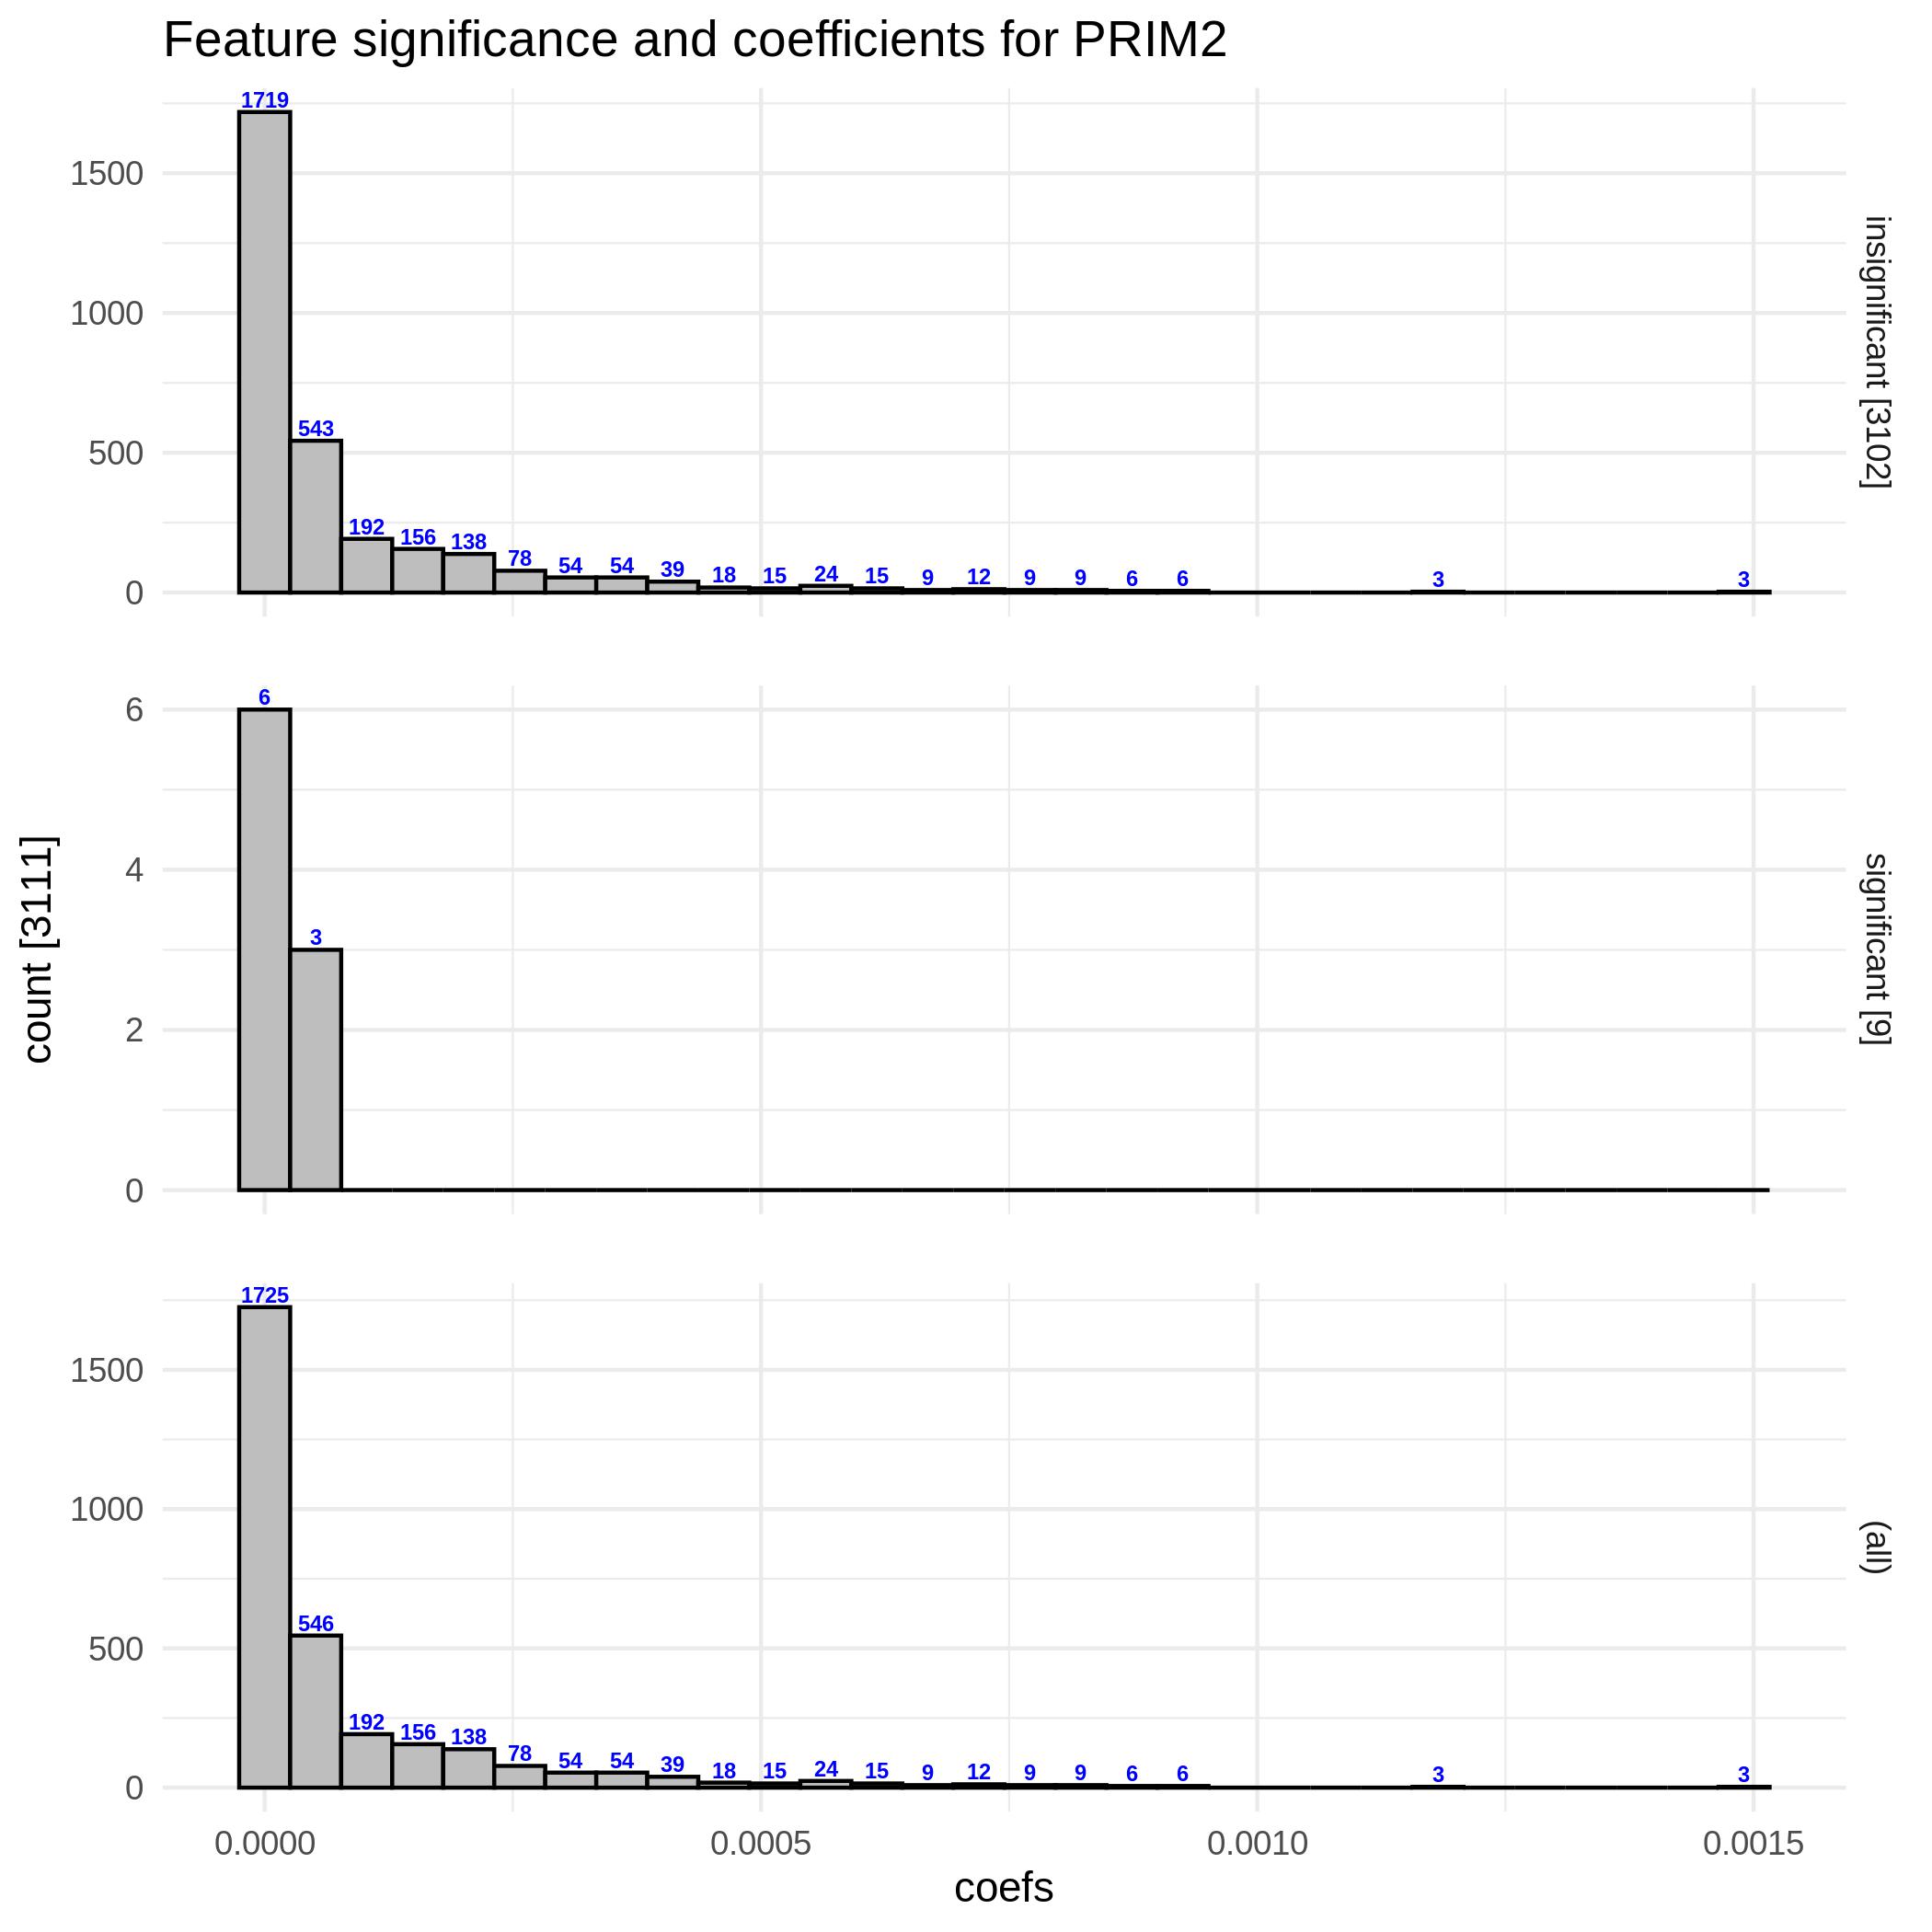 Feature significance and coefficients for PRIM2
1719
543
192 156 138 78 54 54 39 18 15 24 15 9 12 9 9 6 6 3 3
1500
1000
500
0
insignificant [3102]
6
3
6
4
2
0
significant [9]
count [3111]
1725
546
192 156 138 78 54 54 39 18 15 24 15 9 12 9 9 6 6 3 3
1500
1000
500
0
(all)
0.0000 0.0005 0.0010 0.0015
coefs